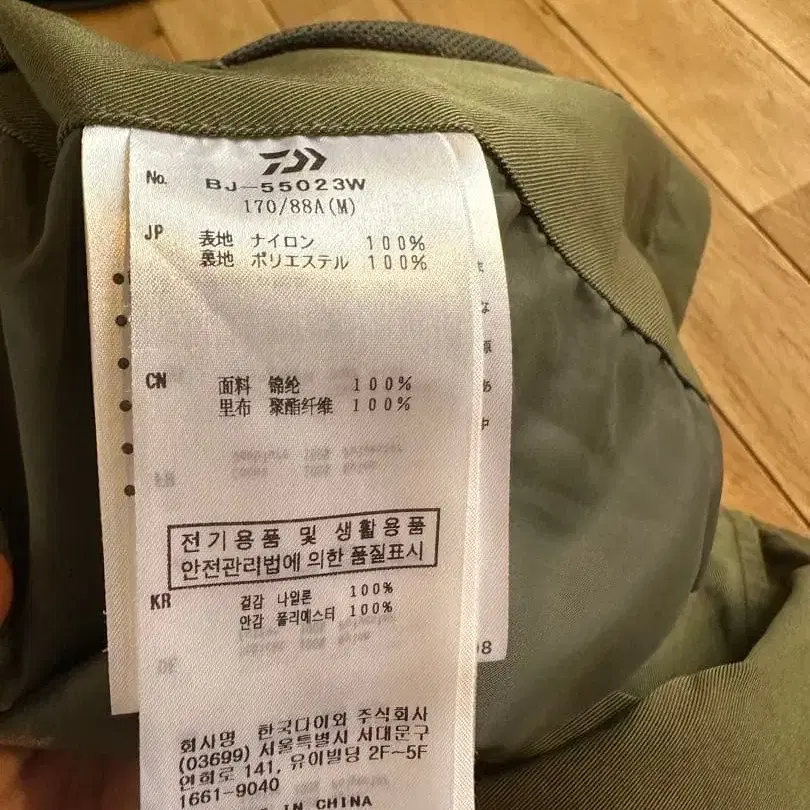 No. BJ-55023W
170/88A(M)
JP 表地 ナイロン 100%
裏地 ポリエステル 100%
CN 面料 锦纶 100%
里布 聚酯纤维 100%
전기용품 및 생활용품
안전관리법에 의한 품질표시
KR 겉감 나일론 100%
안감 폴리에스터 100%
회사명 한국다이와 주식회사
(03699) 서울특별시 서대문구
연희로 141, 유이빌딩 2F~5F
1661-9040
IN CHINA